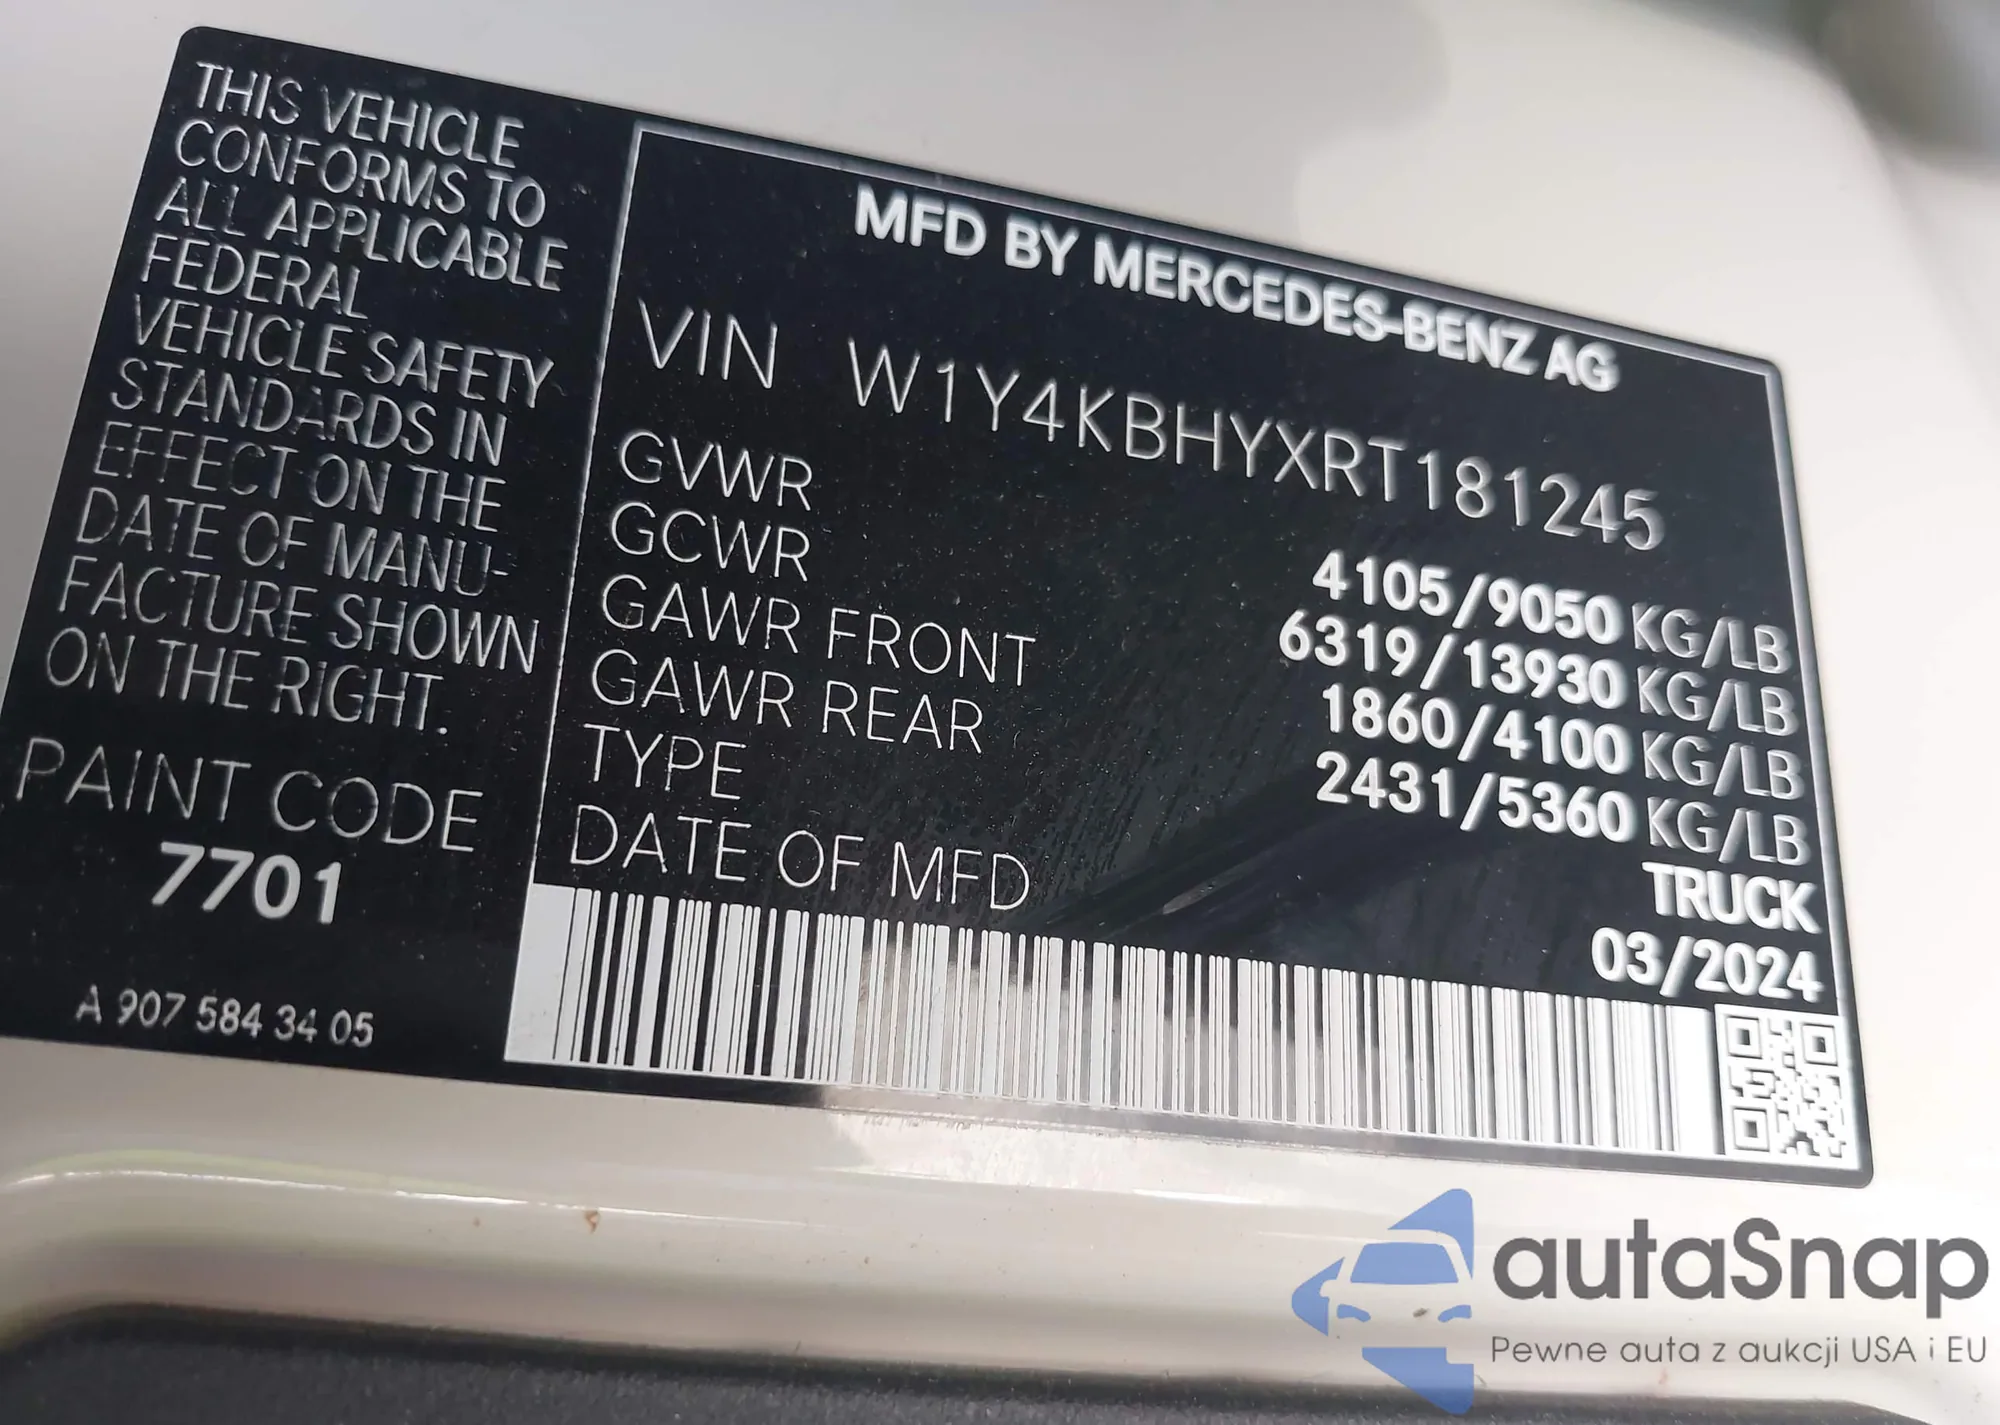 THIS VEHICLE
CONFORMS TO
ALL APPLICABLE
FEDERAL
VEHICLE SAFETY
STANDARDS IN
EFFECT ON THE
DATE OF MANU-
FACTURE SHOWN
ON THE RIGHT.
PAINT CODE
7701
A 907 584 34 05
MFD BY MERCEDES-BENZ AG
VIN W1Y4KBHYXRT181245
GVWR 4105/9050 KG/LB
GCWR 6319/13930 KG/LB
GAWR FRONT 1860/4100 KG/LB
GAWR REAR 2431/5360 KG/LB
TYPE TRUCK
DATE OF MFD 03/2024
autaSnap
Pewne auta z aukcji USA i EU